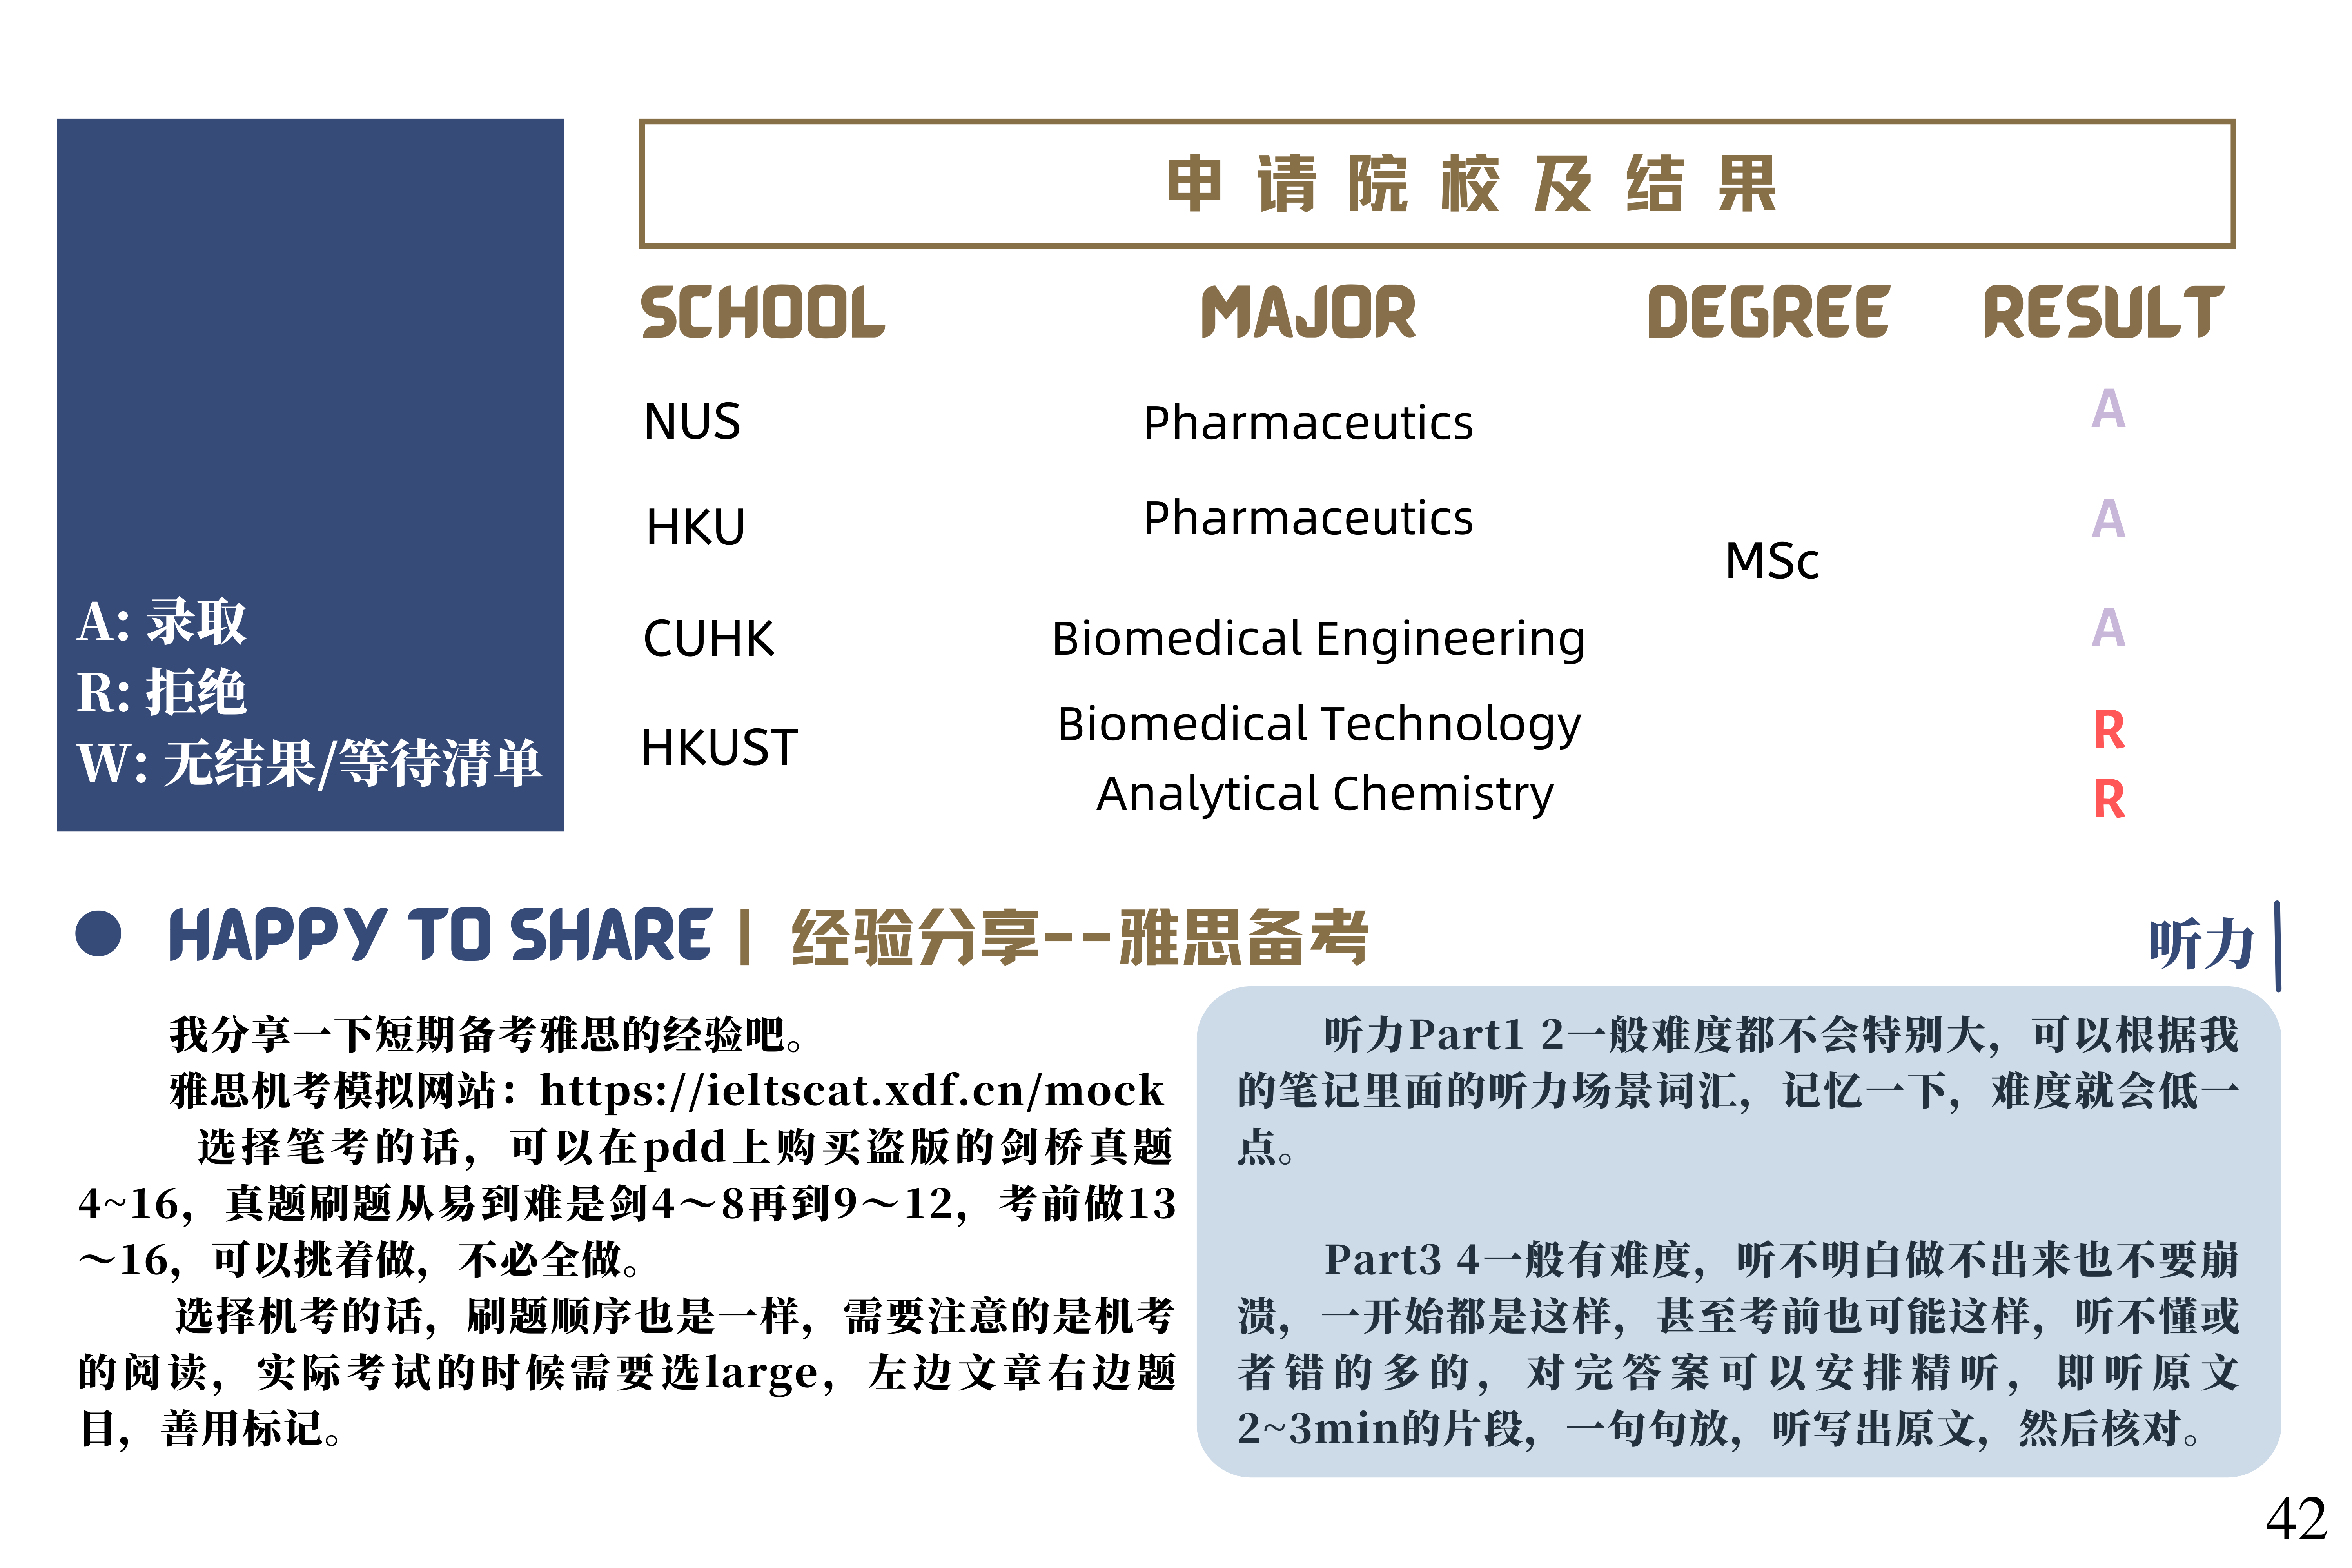 申请院校及结果
SCHOOL MAJOR DEGREE RESULT
NUS Pharmaceutics A
HKU Pharmaceutics A
MSc
CUHK Biomedical Engineering A
HKUST Biomedical Technology R
Analytical Chemistry R
A: 录取
R: 拒绝
W: 无结果/等待清单
HAPPY TO SHARE | 经验分享--雅思备考
我分享一下短期备考雅思的经验吧。
雅思机考模拟网站：https://ieltscat.xdf.cn/mock
选择笔考的话，可以在pdd上购买盗版的剑桥真题
4~16，真题刷题从易到难是剑4～8再到9～12，考前做13
～16，可以挑着做，不必全做。
选择机考的话，刷题顺序也是一样，需要注意的是机考
的阅读，实际考试的时候需要选large，左边文章右边题
目，善用标记。
听力
听力Part1 2一般难度都不会特别大，可以根据我
的笔记里面的听力场景词汇，记忆一下，难度就会低一
点。
Part3 4一般有难度，听不明白做不出来也不要崩
溃，一开始都是这样，甚至考前也可能这样，听不懂或
者错的多的，对完答案可以安排精听，即听原文
2~3min的片段，一句句放，听写出原文，然后核对。
42